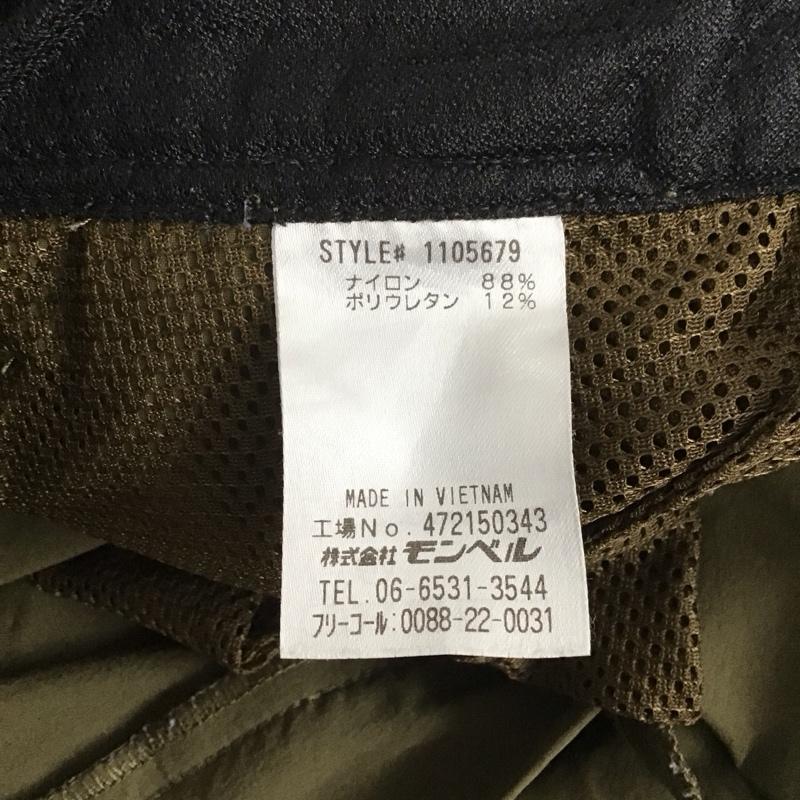 STYLE# 1105679
ナイロン 88%
ポリウレタン 12%
MADE IN VIETNAM
工場No. 472150343
株式会社 モンベル
TEL.06-6531-3544
フリーコール:0088-22-0031